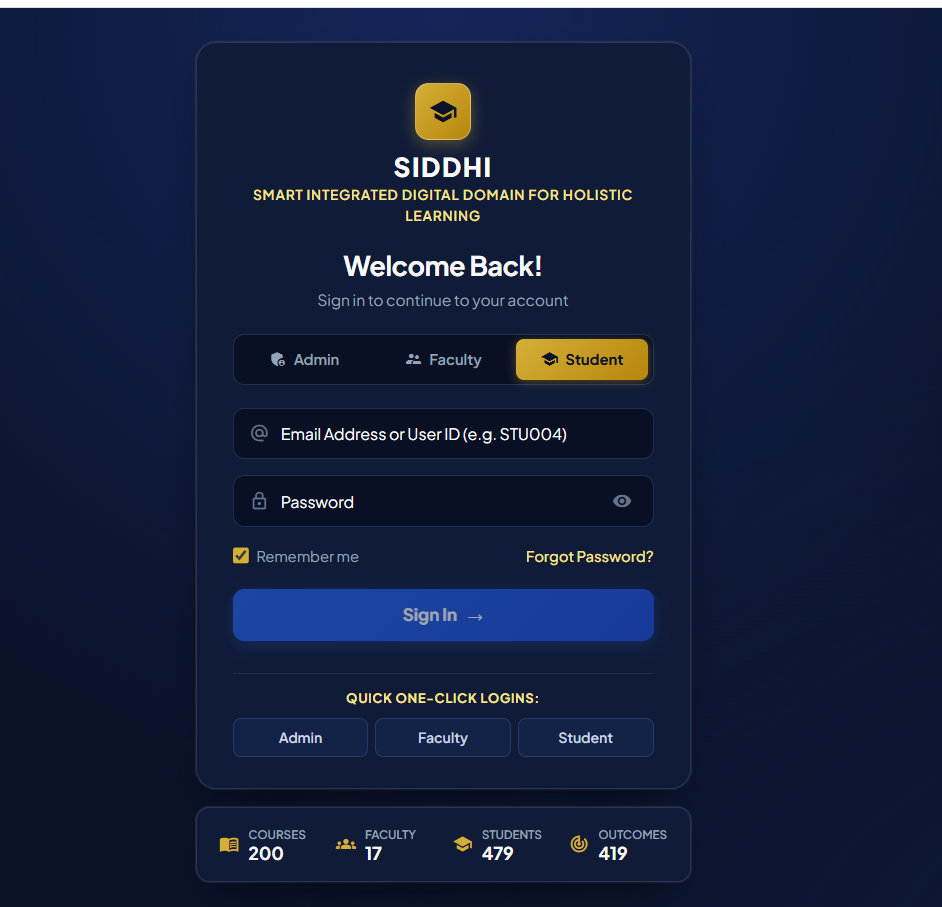 SIDDHI
SMART INTEGRATED DIGITAL DOMAIN FOR HOLISTIC
LEARNING
Welcome Back!
Sign in to continue to your account
Admin Faculty Student
Email Address or User ID (e.g. STU004)
Password
Remember me Forgot Password?
Sign In →
QUICK ONE-CLICK LOGINS:
Admin Faculty Student
COURSES FACULTY STUDENTS OUTCOMES
200 17 479 419